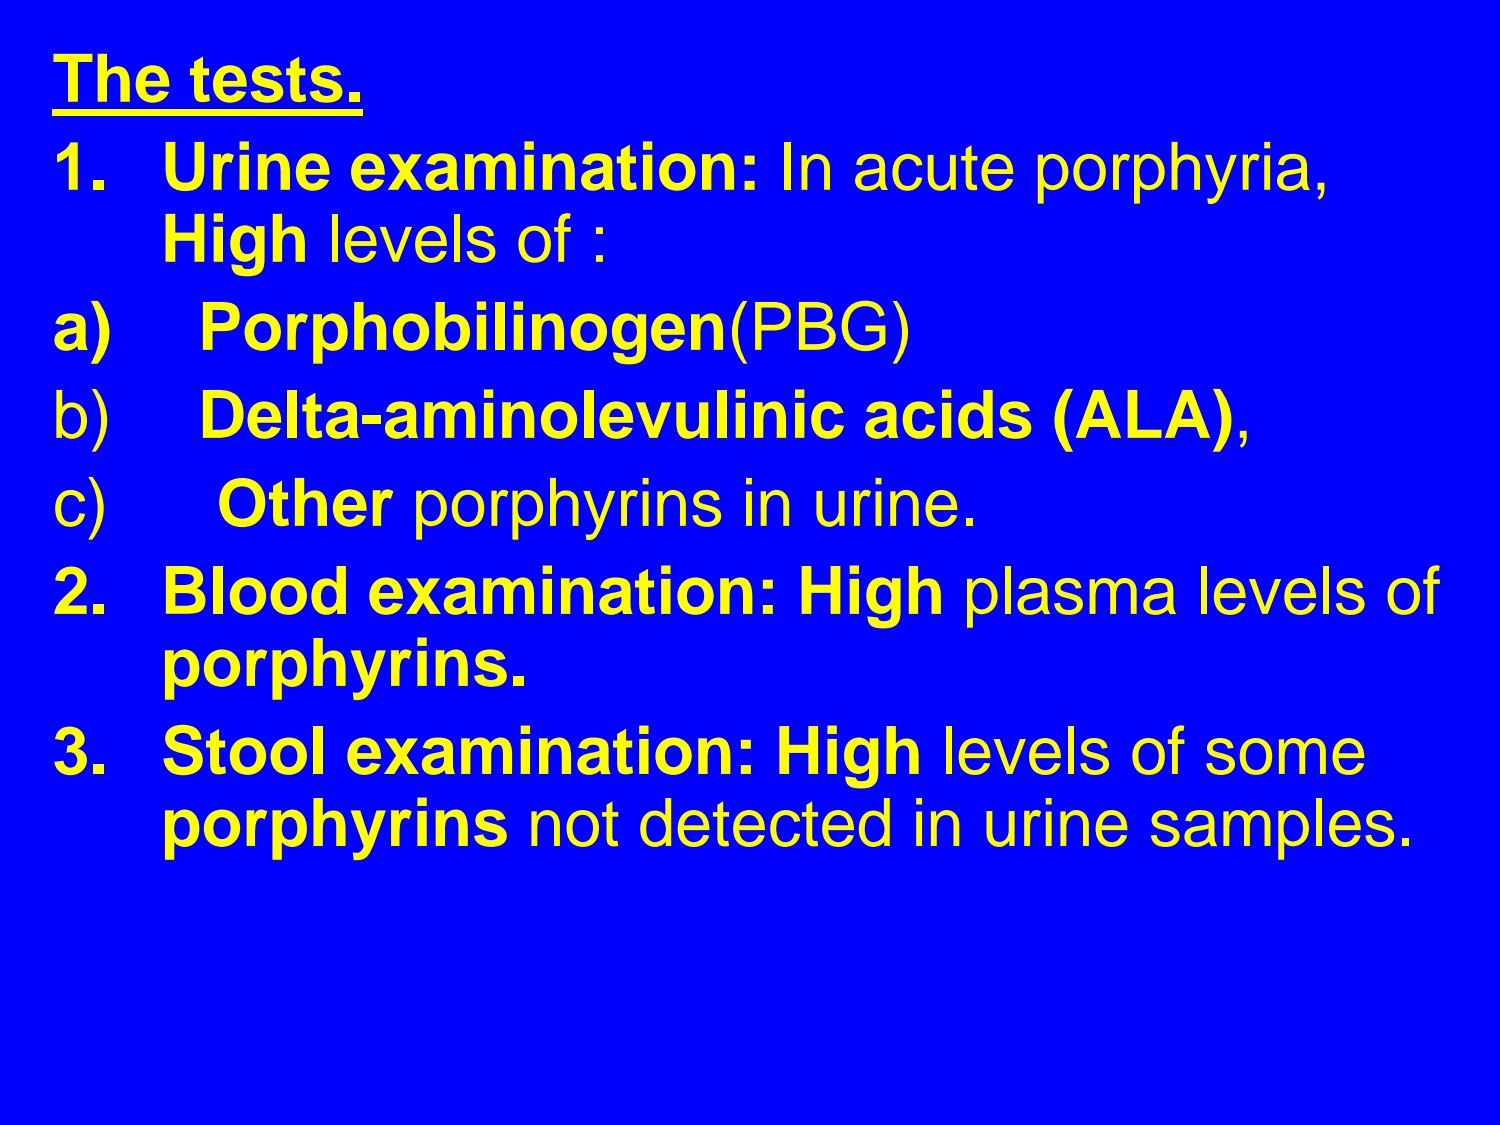 The tests.
1. Urine examination: In acute porphyria,
High levels of :
a) Porphobilinogen(PBG)
b) Delta-aminolevulinic acids (ALA),
c) Other porphyrins in urine.
2. Blood examination: High plasma levels of
porphyrins.
3. Stool examination: High levels of some
porphyrins not detected in urine samples.